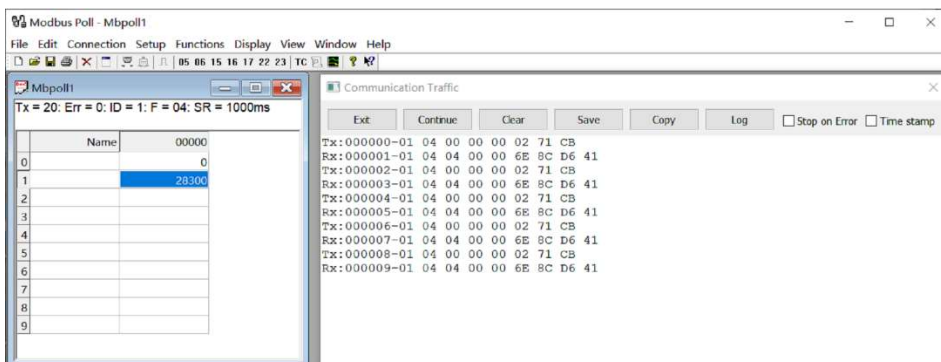 Modbus Poll - Mbpoll1
File Edit Connection Setup Functions Display View Window Help
05 06 15 16 17 22 23 TC
Mbpoll1
Tx = 20: Err = 0: ID = 1: F = 04: SR = 1000ms
Name 00000
0 0
1 28300
2
3
4
5
6
7
8
9
Communication Traffic
Exit Continue Clear Save Copy Log Stop on Error Time stamp
Tx:000000-01 04 00 00 00 02 71 CB
Rx:000001-01 04 04 00 00 6E 8C D6 41
Tx:000002-01 04 00 00 00 02 71 CB
Rx:000003-01 04 04 00 00 6E 8C D6 41
Tx:000004-01 04 00 00 00 02 71 CB
Rx:000005-01 04 04 00 00 6E 8C D6 41
Tx:000006-01 04 00 00 00 02 71 CB
Rx:000007-01 04 04 00 00 6E 8C D6 41
Tx:000008-01 04 00 00 00 02 71 CB
Rx:000009-01 04 04 00 00 6E 8C D6 41